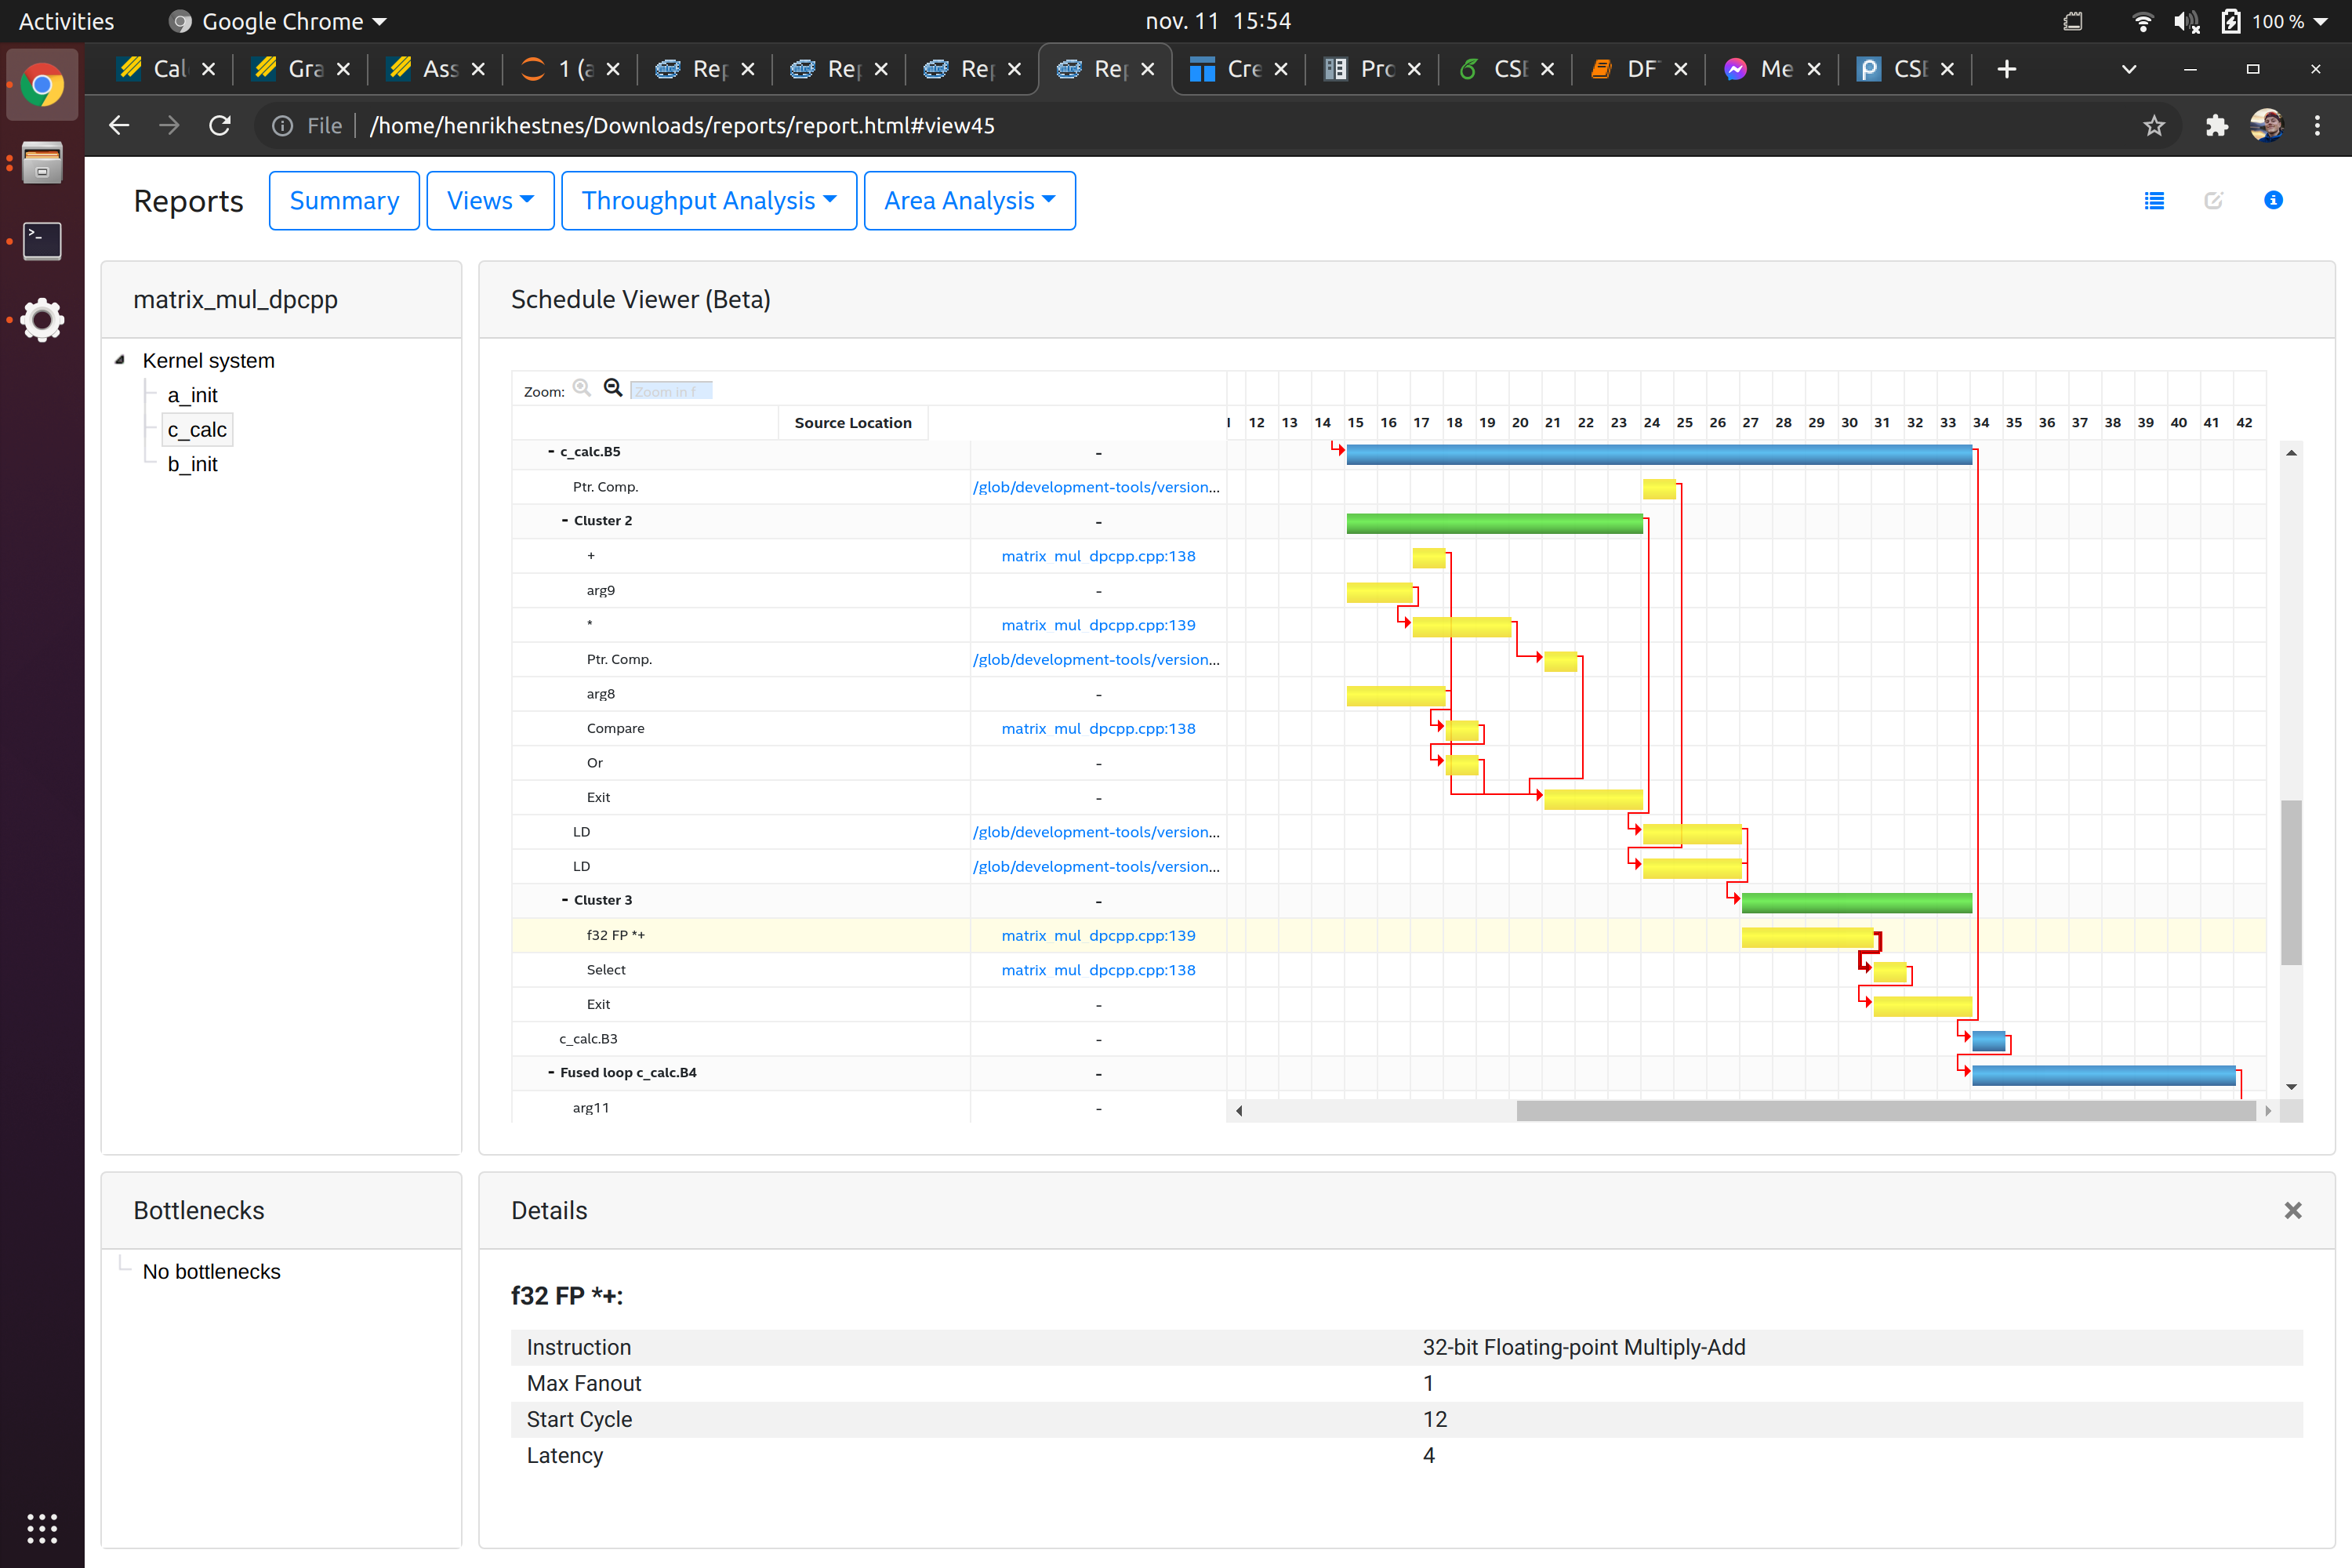 Activities Google Chrome nov. 11 15:54 100 %
Cal Gra Ass 1 (a Rep Rep Rep Rep Cre Pro CSE DF Me CSE
File /home/henrikhestnes/Downloads/reports/report.html#view45
Reports Summary Views Throughput Analysis Area Analysis
matrix_mul_dpcpp
Kernel system
a_init
c_calc
b_init
Schedule Viewer (Beta)
Zoom: Zoom in f
Source Location 12 13 14 15 16 17 18 19 20 21 22 23 24 25 26 27 28 29 30 31 32 33 34 35 36 37 38 39 40 41 42
- c_calc.B5 -
Ptr. Comp. /glob/development-tools/version...
- Cluster 2 -
+ matrix_mul_dpcpp.cpp:138
arg9 -
* matrix_mul_dpcpp.cpp:139
Ptr. Comp. /glob/development-tools/version...
arg8 -
Compare matrix_mul_dpcpp.cpp:138
Or -
Exit -
LD /glob/development-tools/version...
LD /glob/development-tools/version...
- Cluster 3 -
f32 FP *+ matrix_mul_dpcpp.cpp:139
Select matrix_mul_dpcpp.cpp:138
Exit -
c_calc.B3 -
- Fused loop c_calc.B4 -
arg11 -
Bottlenecks
No bottlenecks
Details
f32 FP *+:
Instruction 32-bit Floating-point Multiply-Add
Max Fanout 1
Start Cycle 12
Latency 4